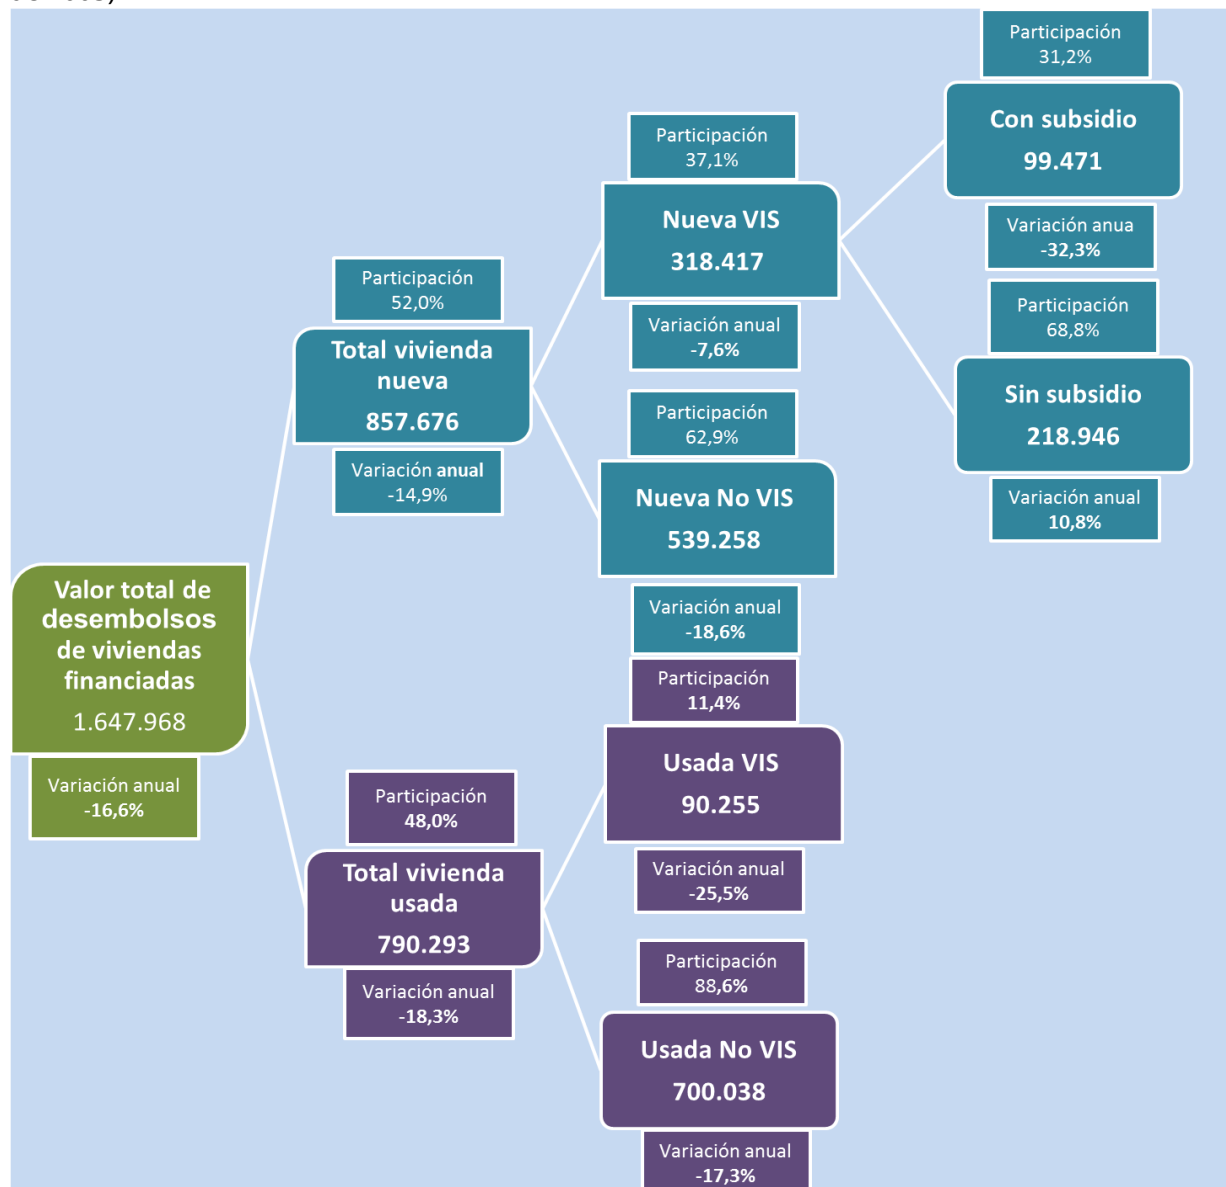 Participación
31,2%
Con subsidio
99.471
Variación anua
-32,3%
Participación
37,1%
Nueva VIS
318.417
Variación anual
-7,6%
Participación
68,8%
Sin subsidio
218.946
Variación anual
10,8%
Participación
52,0%
Total vivienda
nueva
857.676
Variación anual
-14,9%
Participación
62,9%
Nueva No VIS
539.258
Variación anual
-18,6%
Valor total de
desembolsos
de viviendas
financiadas
1.647.968
Variación anual
-16,6%
Participación
11,4%
Usada VIS
90.255
Variación anual
-25,5%
Participación
48,0%
Total vivienda
usada
790.293
Variación anual
-18,3%
Participación
88,6%
Usada No VIS
700.038
Variación anual
-17,3%